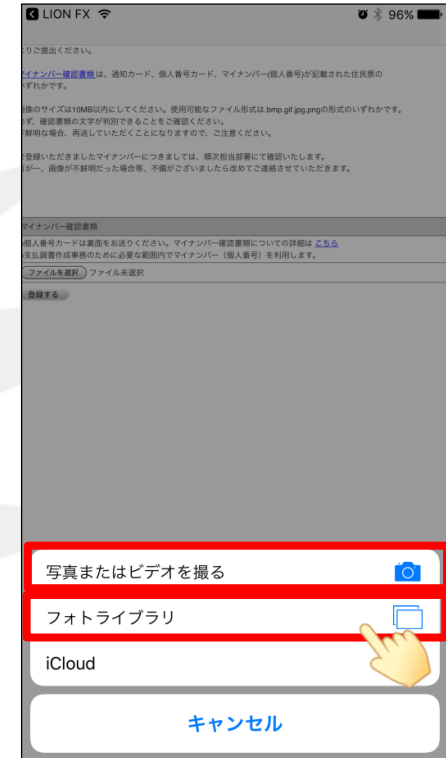 LION FX 96%
りご提出ください。
マイナンバー確認書類 は、通知カード、個人番号カード、マイナンバー(個人番号)が記載された住民票の
いずれかです。
画像のサイズは10MB以内にしてください。使用可能なファイル形式は.bmp.gif.jpg.pngの形式のいずれかです。
ず、確認書類の文字が判別できることをご確認ください。
不鮮明な場合、再送していただくことになりますので、ご注意ください。
ご登録いただきましたマイナンバーにつきましては、順次担当部署にて確認いたします。
万が一、画像が不鮮明だった場合等、不備がございましたら改めてご連絡させていただきます。
マイナンバー確認書類
個人番号カードは裏面をお送りください。マイナンバー確認書類についての詳細は こちら
支払調書作成事務のために必要な範囲内でマイナンバー（個人番号）を利用します。
ファイルを選択 ファイル未選択
登録する
写真またはビデオを撮る
フォトライブラリ
iCloud
キャンセル